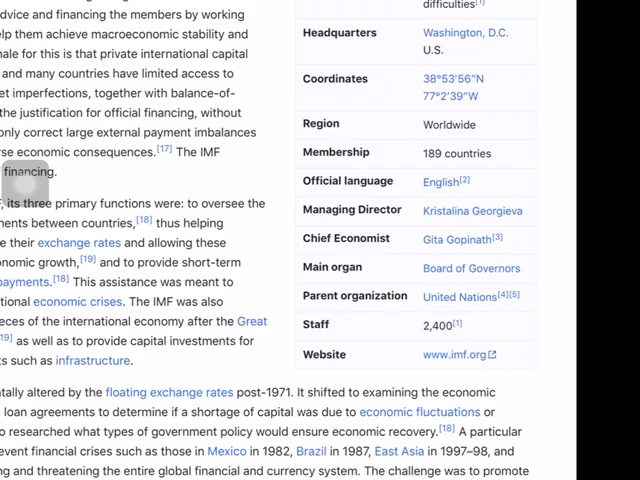 dvice and financing the members by working
lp them achieve macroeconomic stability and
nale for this is that private international capital
and many countries have limited access to
et imperfections, together with balance-of-
the justification for official financing, without
only correct large external payment imbalances
rse economic consequences.[17] The IMF
financing.
, its three primary functions were: to oversee the
ments between countries,[18] thus helping
e their exchange rates and allowing these
onomic growth,[19] and to provide short-term
payments.[18] This assistance was meant to
tional economic crises. The IMF was also
eces of the international economy after the Great
19] as well as to provide capital investments for
ts such as infrastructure.
difficulties[1]
Headquarters Washington, D.C.
U.S.
Coordinates 38°53′56″N
77°2′39″W
Region Worldwide
Membership 189 countries
Official language English[2]
Managing Director Kristalina Georgieva
Chief Economist Gita Gopinath[3]
Main organ Board of Governors
Parent organization United Nations[4][5]
Staff 2,400[1]
Website www.imf.org
ntally altered by the floating exchange rates post-1971. It shifted to examining the economic
loan agreements to determine if a shortage of capital was due to economic fluctuations or
o researched what types of government policy would ensure economic recovery.[18] A particular
event financial crises such as those in Mexico in 1982, Brazil in 1987, East Asia in 1997–98, and
ng and threatening the entire global financial and currency system. The challenge was to promote